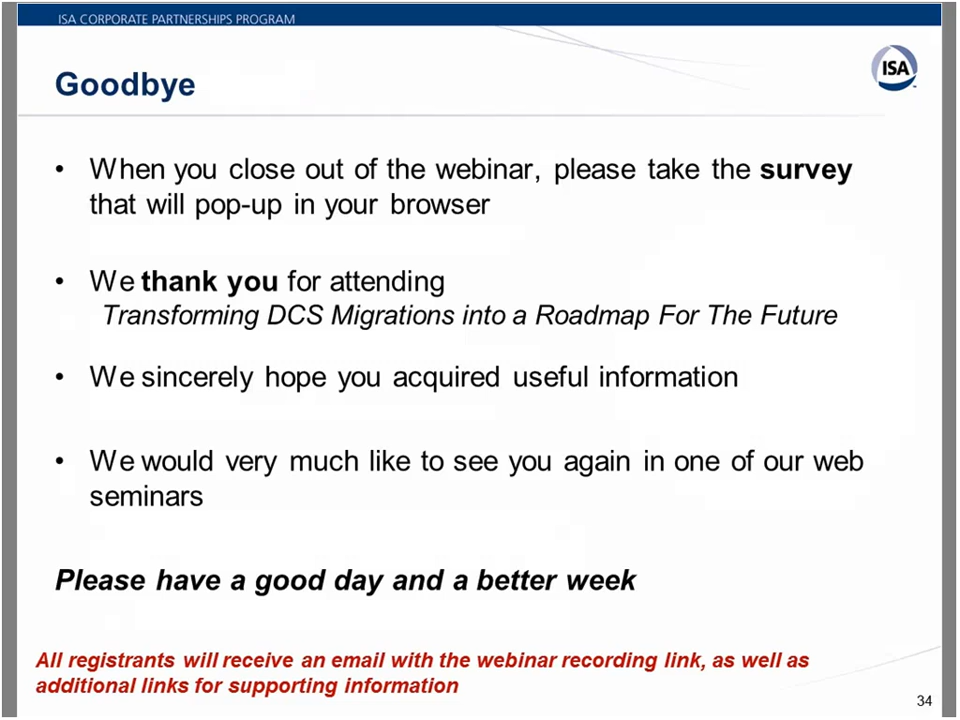 ISA CORPORATE PARTNERSHIPS PROGRAM
Goodbye
ISA
• When you close out of the webinar, please take the survey
that will pop-up in your browser
• We thank you for attending
Transforming DCS Migrations into a Roadmap For The Future
• We sincerely hope you acquired useful information
• We would very much like to see you again in one of our web
seminars
Please have a good day and a better week
All registrants will receive an email with the webinar recording link, as well as
additional links for supporting information
34